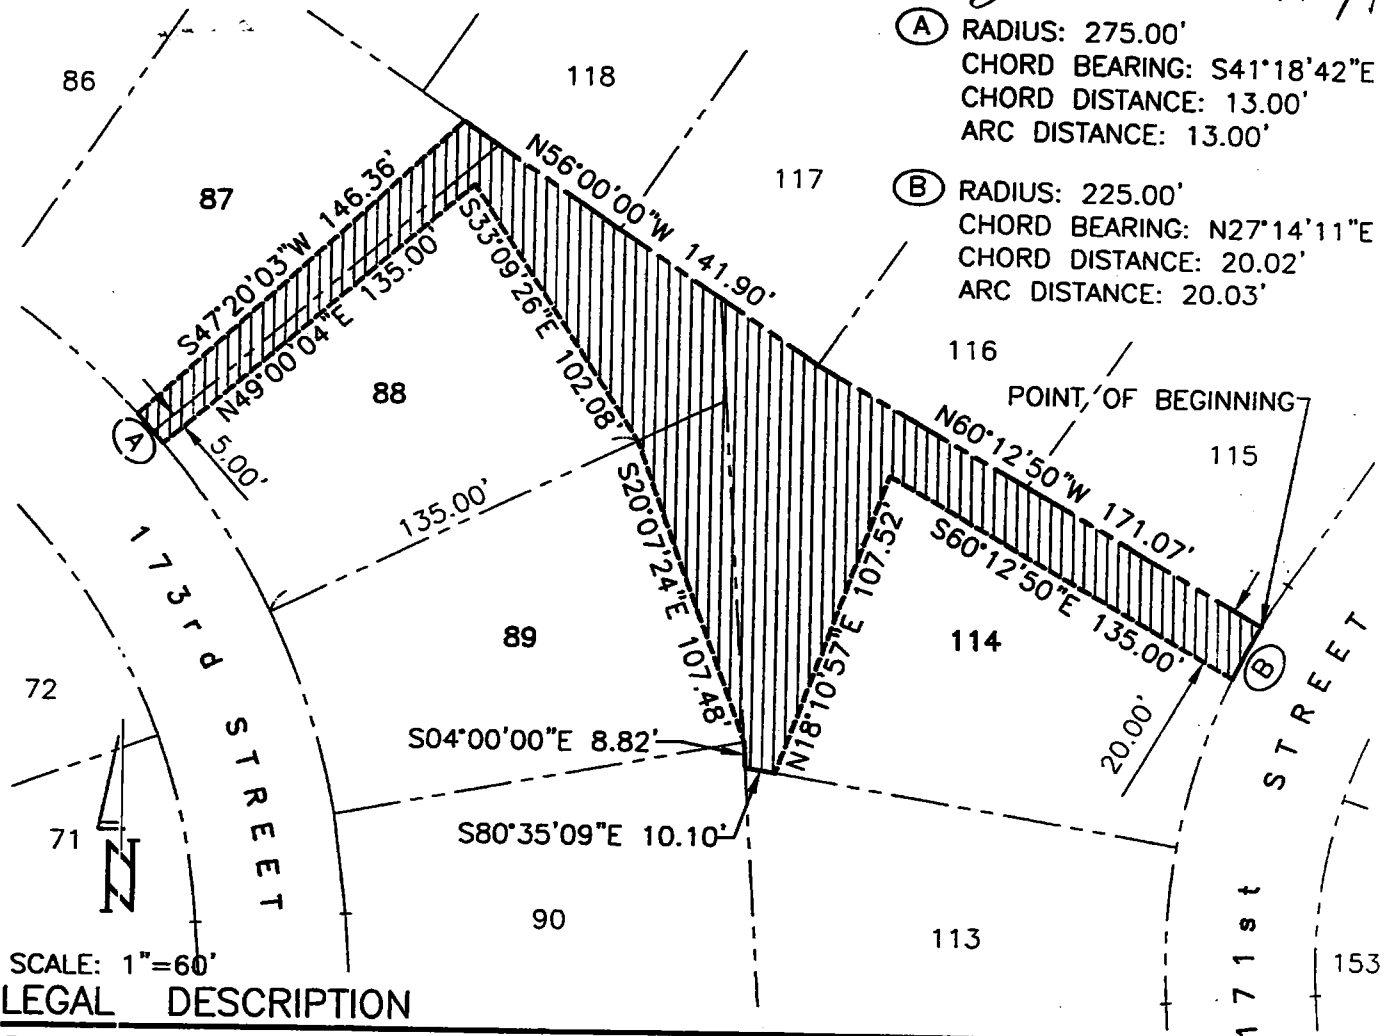 A RADIUS: 275.00'
CHORD BEARING: S41°18'42"E
CHORD DISTANCE: 13.00'
ARC DISTANCE: 13.00'
B RADIUS: 225.00'
CHORD BEARING: N27°14'11"E
CHORD DISTANCE: 20.02'
ARC DISTANCE: 20.03'
86
118
87
117
N56°00'00"W 141.90'
S47°20'03"W 146.36'
N49°00'04"E 135.00'
S33°09'26"E 102.08'
88
116
POINT OF BEGINNING
115
A
5.00'
N60°12'50"W 171.07'
S60°12'50"E 135.00'
135.00'
S20°07'24"E 107.48'
N18°10'57"E 107.52'
173rd STREET
89
114
B
20.00'
72
S04°00'00"E 8.82'
S80°35'09"E 10.10'
71
N
171st STREET
90
113
153
SCALE: 1"=60'
LEGAL DESCRIPTION